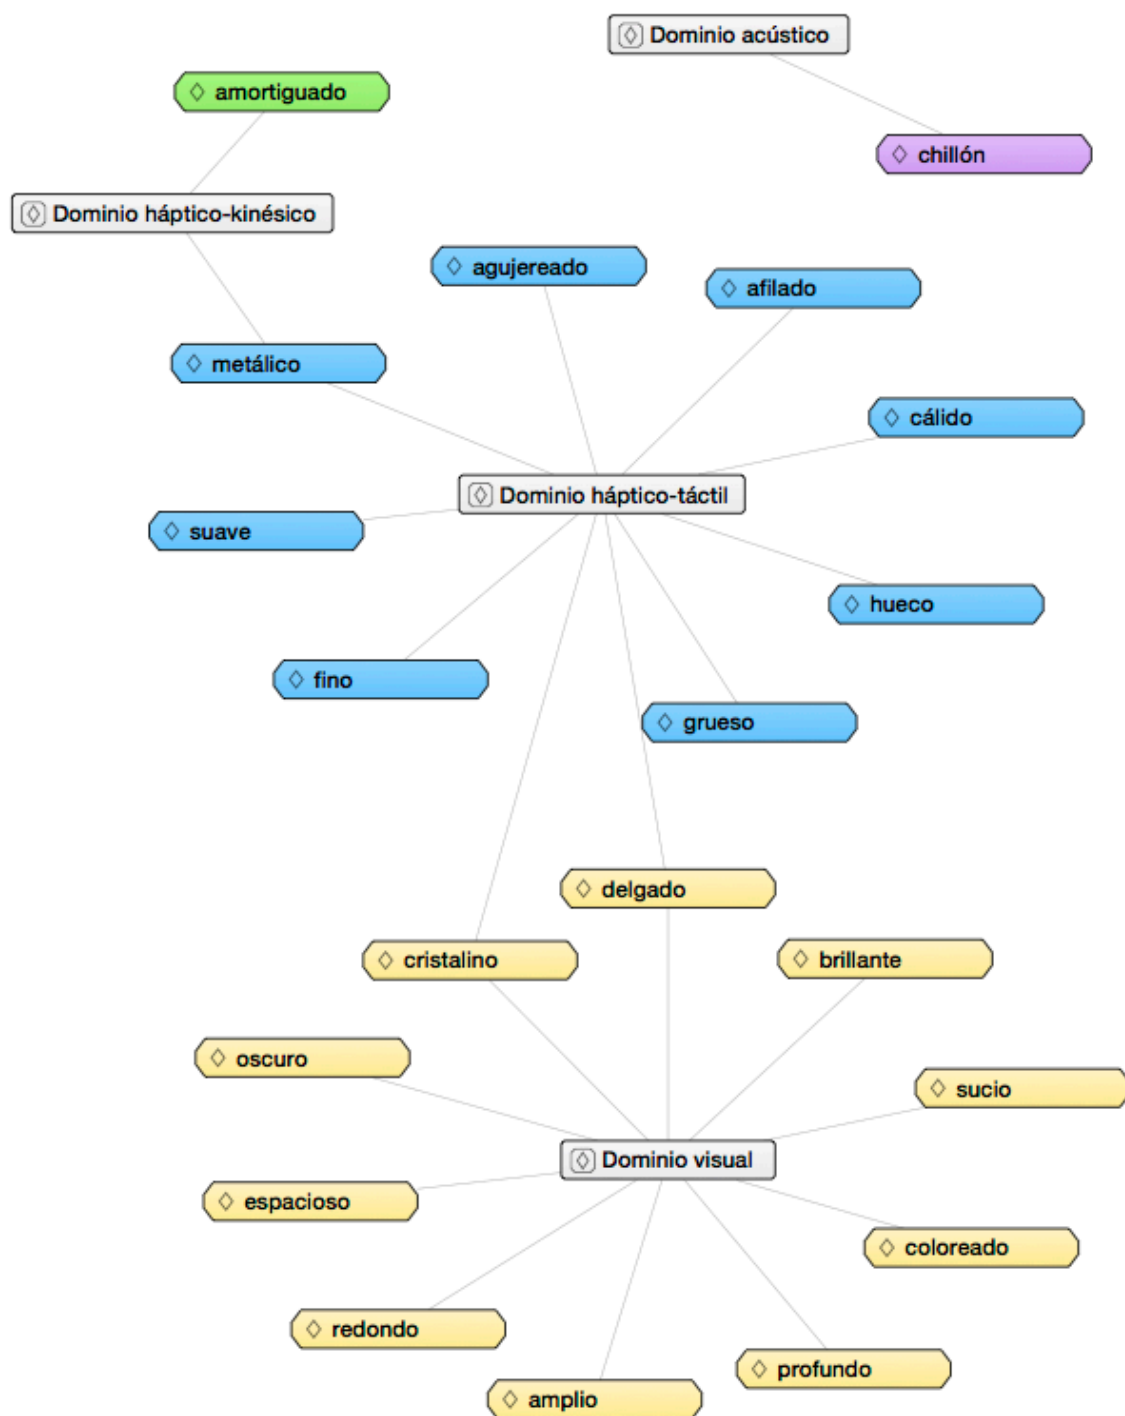 Dominio acústico
amortiguado
chillón
Dominio háptico-kinésico
agujereado
afilado
metálico
cálido
Dominio háptico-táctil
suave
hueco
fino
grueso
delgado
cristalino
brillante
oscuro
sucio
Dominio visual
espacioso
coloreado
redondo
profundo
amplio